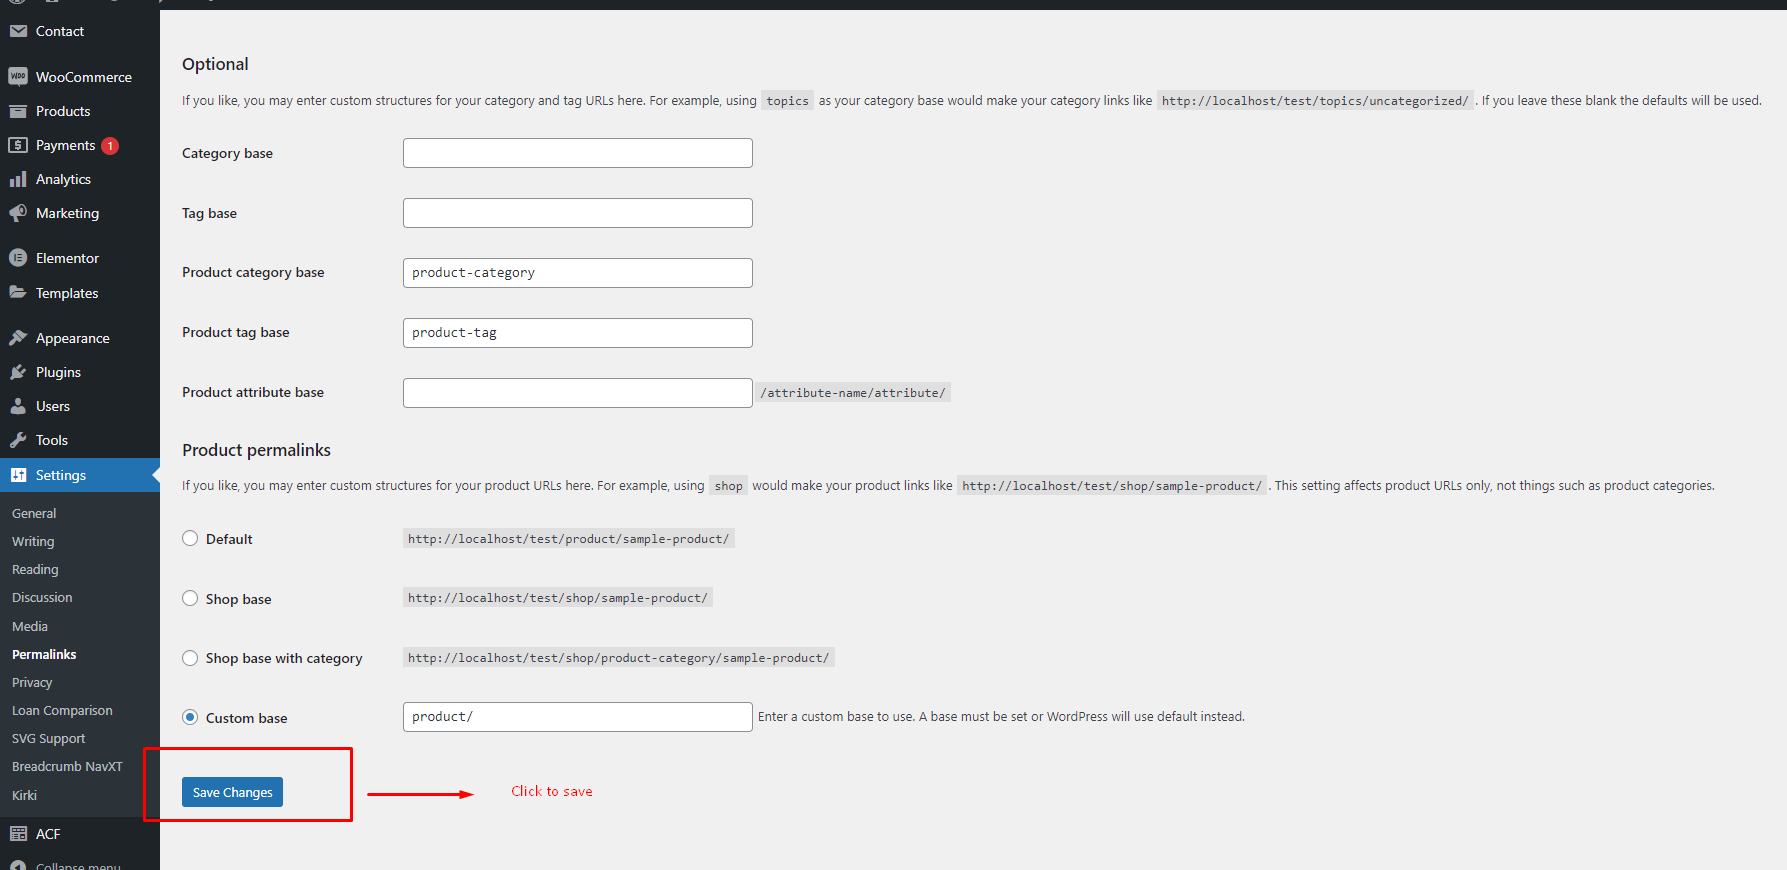 Contact
WooCommerce
Products
Payments 1
Analytics
Marketing
Elementor
Templates
Appearance
Plugins
Users
Tools
Settings
General
Writing
Reading
Discussion
Media
Permalinks
Privacy
Loan Comparison
SVG Support
Breadcrumb NavXT
Kirki
ACF
Collapse menu
Optional
If you like, you may enter custom structures for your category and tag URLs here. For example, using topics as your category base would make your category links like http://localhost/test/topics/uncategorized/ . If you leave these blank the defaults will be used.
Category base
Tag base
Product category base product-category
Product tag base product-tag
Product attribute base /attribute-name/attribute/
Product permalinks
If you like, you may enter custom structures for your product URLs here. For example, using shop would make your product links like http://localhost/test/shop/sample-product/ . This setting affects product URLs only, not things such as product categories.
Default http://localhost/test/product/sample-product/
Shop base http://localhost/test/shop/sample-product/
Shop base with category http://localhost/test/shop/product-category/sample-product/
Custom base product/ Enter a custom base to use. A base must be set or WordPress will use default instead.
Save Changes Click to save